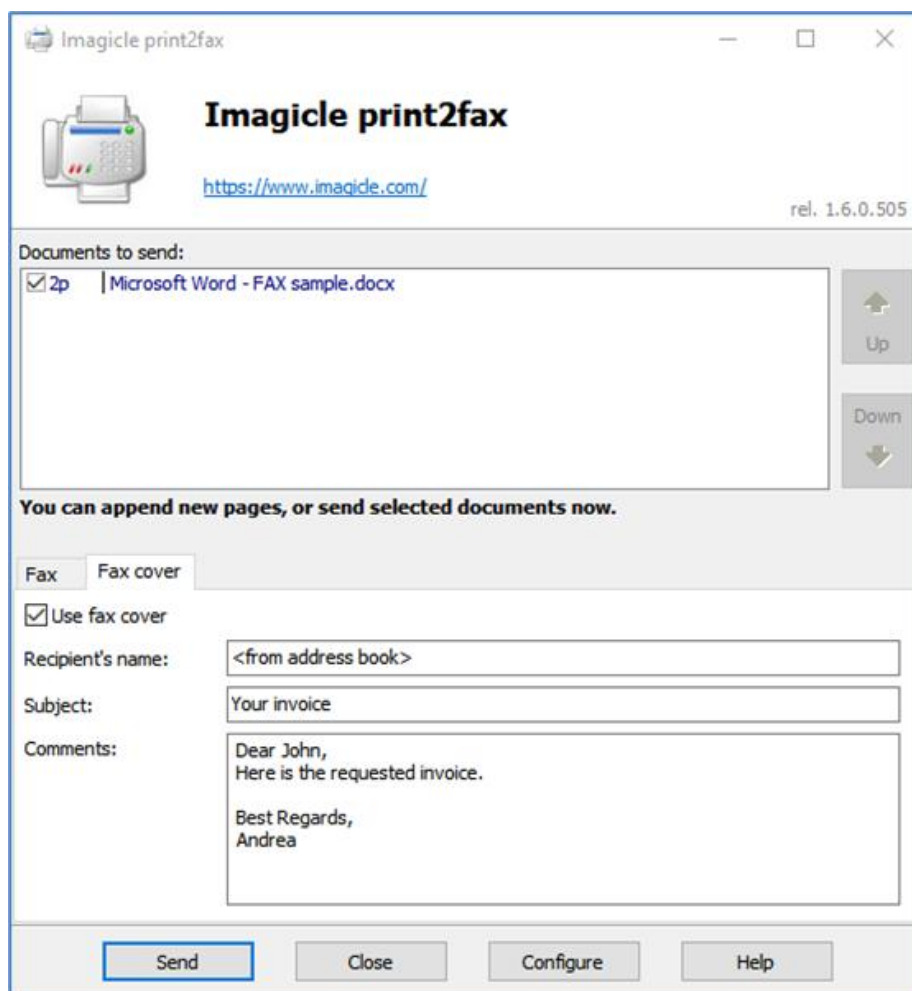 Imagicle print2fax
Imagicle print2fax
https://www.imagicle.com/
rel. 1.6.0.505
Documents to send:
2p Microsoft Word - FAX sample.docx
Up
Down
You can append new pages, or send selected documents now.
Fax Fax cover
Use fax cover
Recipient's name: <from address book>
Subject: Your invoice
Comments: Dear John,
Here is the requested invoice.
Best Regards,
Andrea
Send Close Configure Help